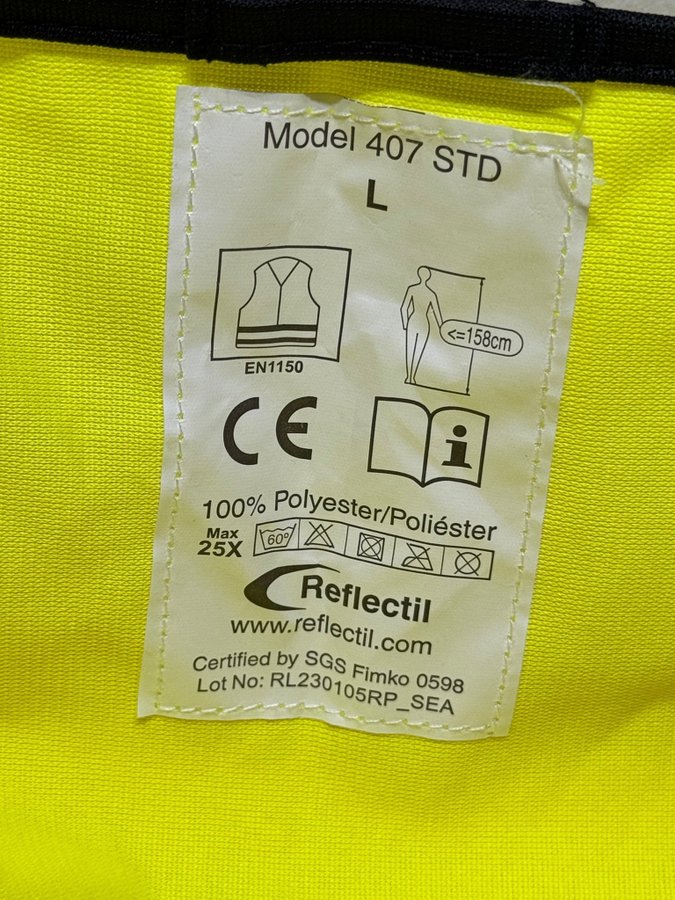 Model 407 STD
L
<=158cm
EN1150
CE
i
100% Polyester/Poliéster
Max
25X
60°
Reflectil
www.reflectil.com
Certified by SGS Fimko 0598
Lot No: RL230105RP_SEA